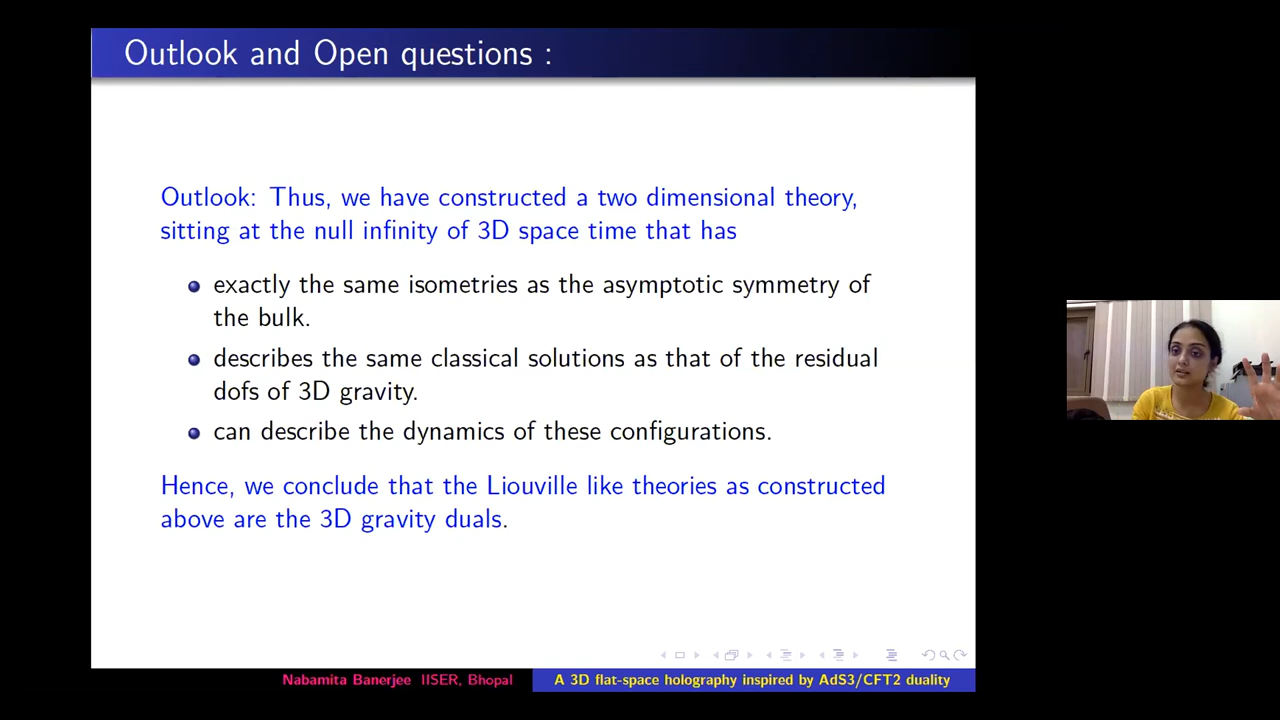 Outlook and Open questions :
Outlook: Thus, we have constructed a two dimensional theory,
sitting at the null infinity of 3D space time that has
exactly the same isometries as the asymptotic symmetry of
the bulk.
describes the same classical solutions as that of the residual
dofs of 3D gravity.
can describe the dynamics of these configurations.
Hence, we conclude that the Liouville like theories as constructed
above are the 3D gravity duals.
Nabamita Banerjee IISER, Bhopal
A 3D flat-space holography inspired by AdS3/CFT2 duality